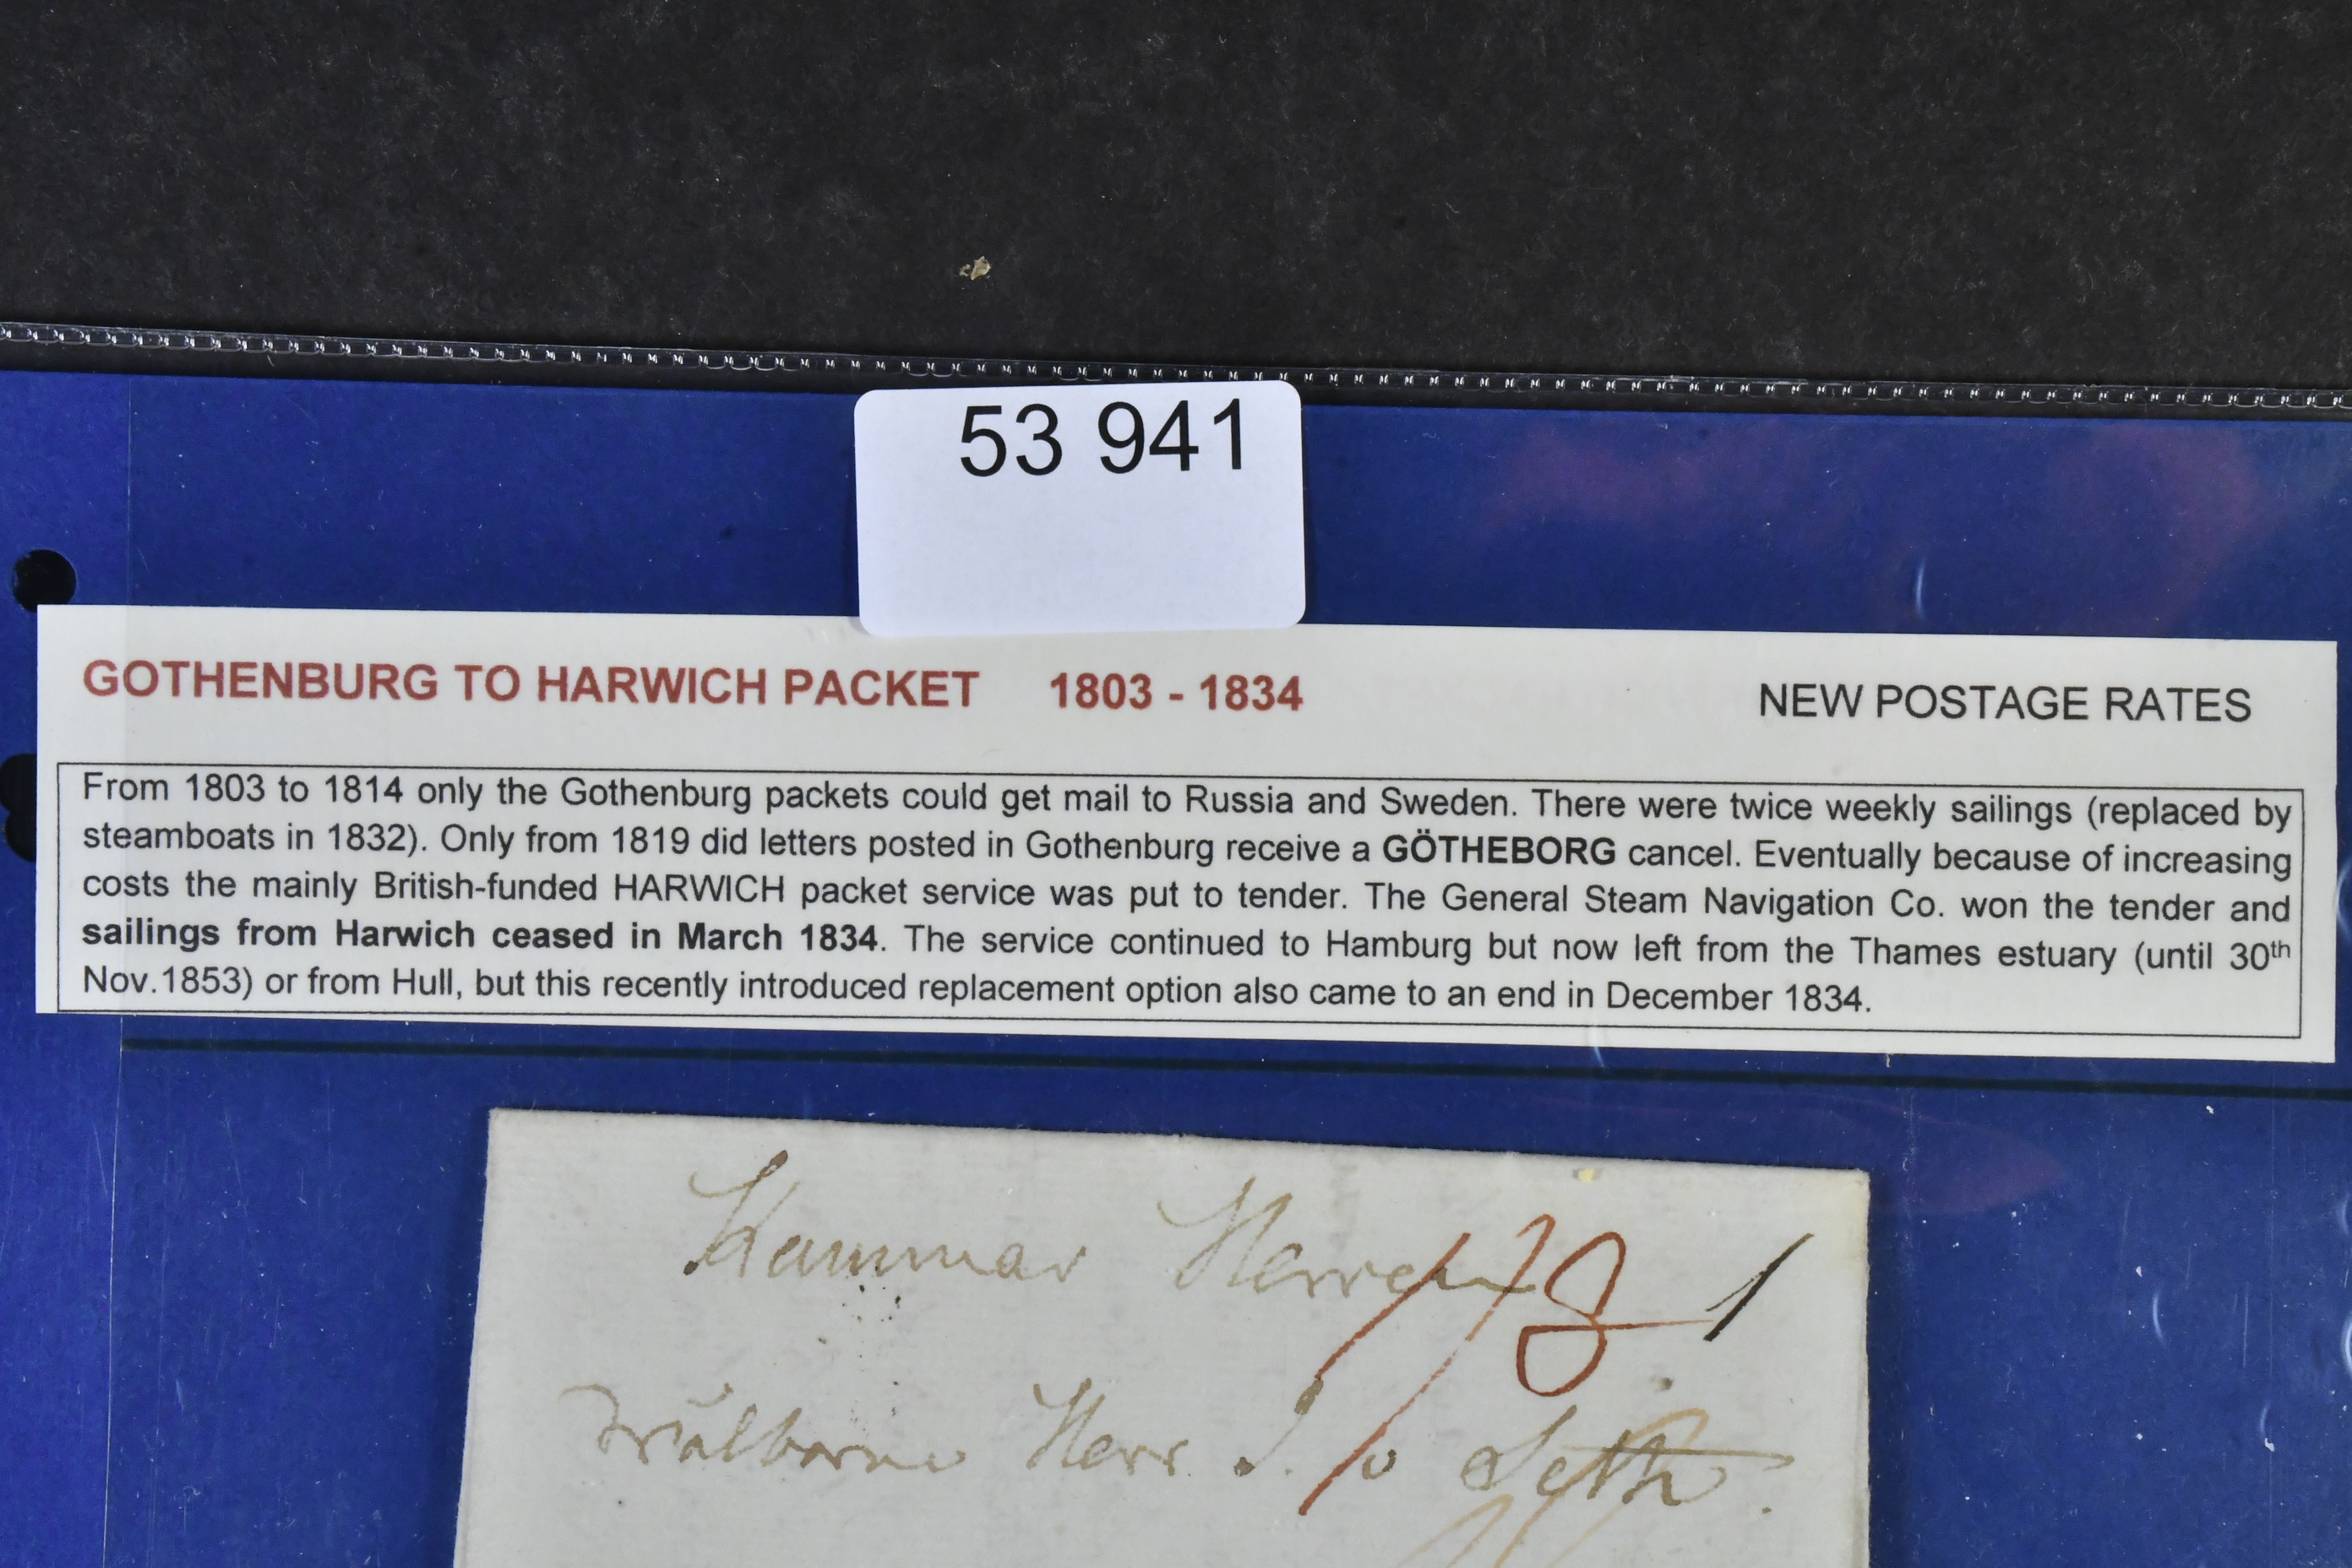 53 941
GOTHENBURG TO HARWICH PACKET 1803 - 1834 NEW POSTAGE RATES
From 1803 to 1814 only the Gothenburg packets could get mail to Russia and Sweden. There were twice weekly sailings (replaced by
steamboats in 1832). Only from 1819 did letters posted in Gothenburg receive a GÖTHEBORG cancel. Eventually because of increasing
costs the mainly British-funded HARWICH packet service was put to tender. The General Steam Navigation Co. won the tender and
sailings from Harwich ceased in March 1834. The service continued to Hamburg but now left from the Thames estuary (until 30th
Nov.1853) or from Hull, but this recently introduced replacement option also came to an end in December 1834.
Kammar Herren
Wälborne Herr J. Seth.